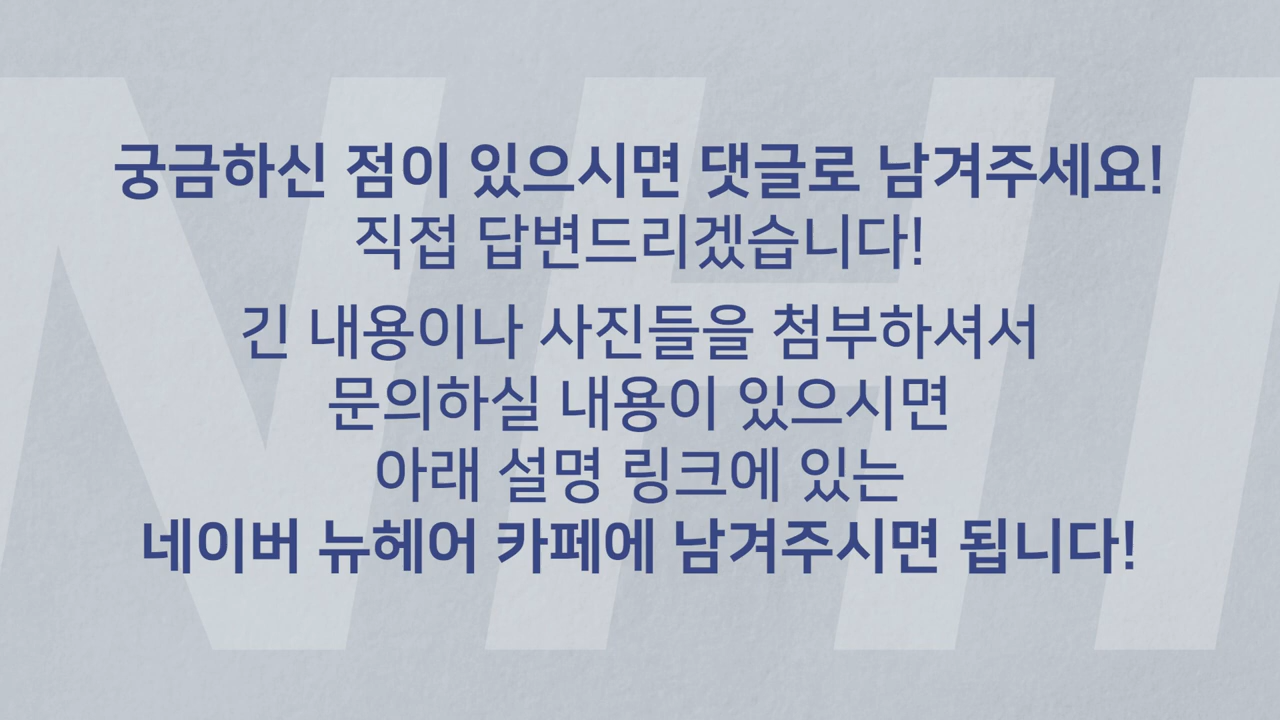 궁금하신 점이 있으시면 댓글로 남겨주세요!
직접 답변드리겠습니다!
긴 내용이나 사진들을 첨부하셔서
문의하실 내용이 있으시면
아래 설명 링크에 있는
네이버 뉴헤어 카페에 남겨주시면 됩니다!